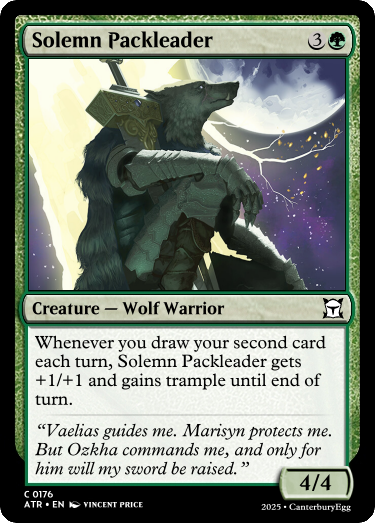 Solemn Packleader 3
Creature — Wolf Warrior
Whenever you draw your second card
each turn, Solemn Packleader gets
+1/+1 and gains trample until end of
turn.
“Vaelias guides me. Marisyn protects me.
But Ozkha commands me, and only for
him will my sword be raised.”
4/4
C 0176
ATR • EN VINCENT PRICE
2025 • CanterburyEgg